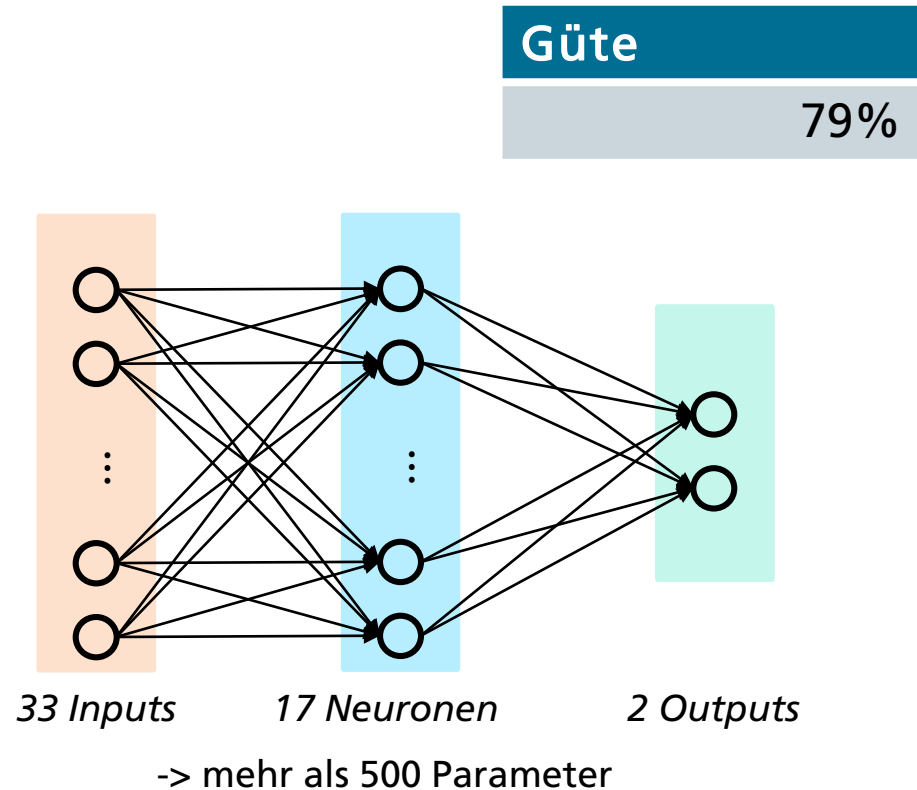 Güte
79%
⋮ ⋮
33 Inputs 17 Neuronen 2 Outputs
-> mehr als 500 Parameter